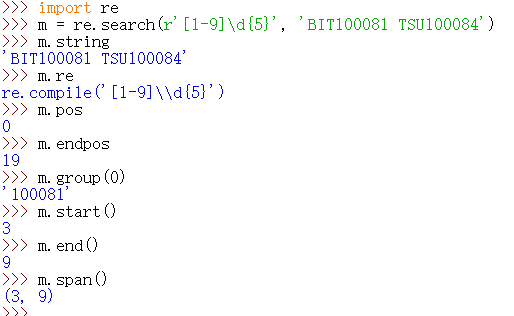 >>> import re
>>> m = re.search(r'[1-9]\d{5}', 'BIT100081 TSU100084')
>>> m.string
'BIT100081 TSU100084'
>>> m.re
re.compile('[1-9]\\d{5}')
>>> m.pos
0
>>> m.endpos
19
>>> m.group(0)
'100081'
>>> m.start()
3
>>> m.end()
9
>>> m.span()
(3, 9)
>>>